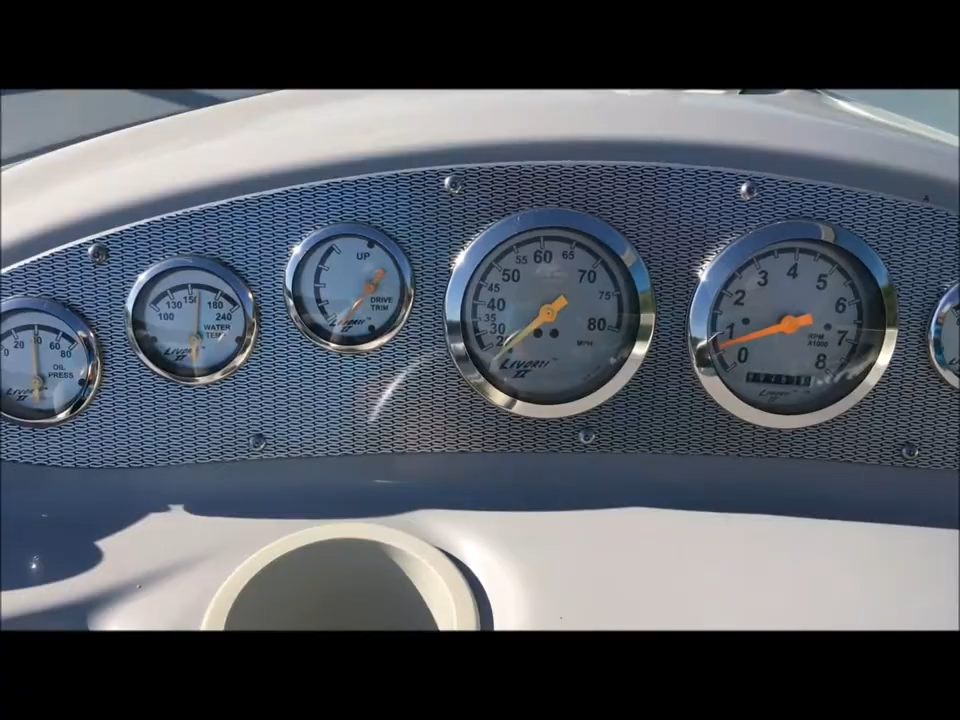 0 20 40 60 80
OIL
PRESS
100 130 150 180 240
WATER
TEMP
UP
DRIVE
TRIM
30 35 40 45 50 55 60 65 70 75 80
MPH
0 1 2 3 4 5 6 7 8
RPM
X1000